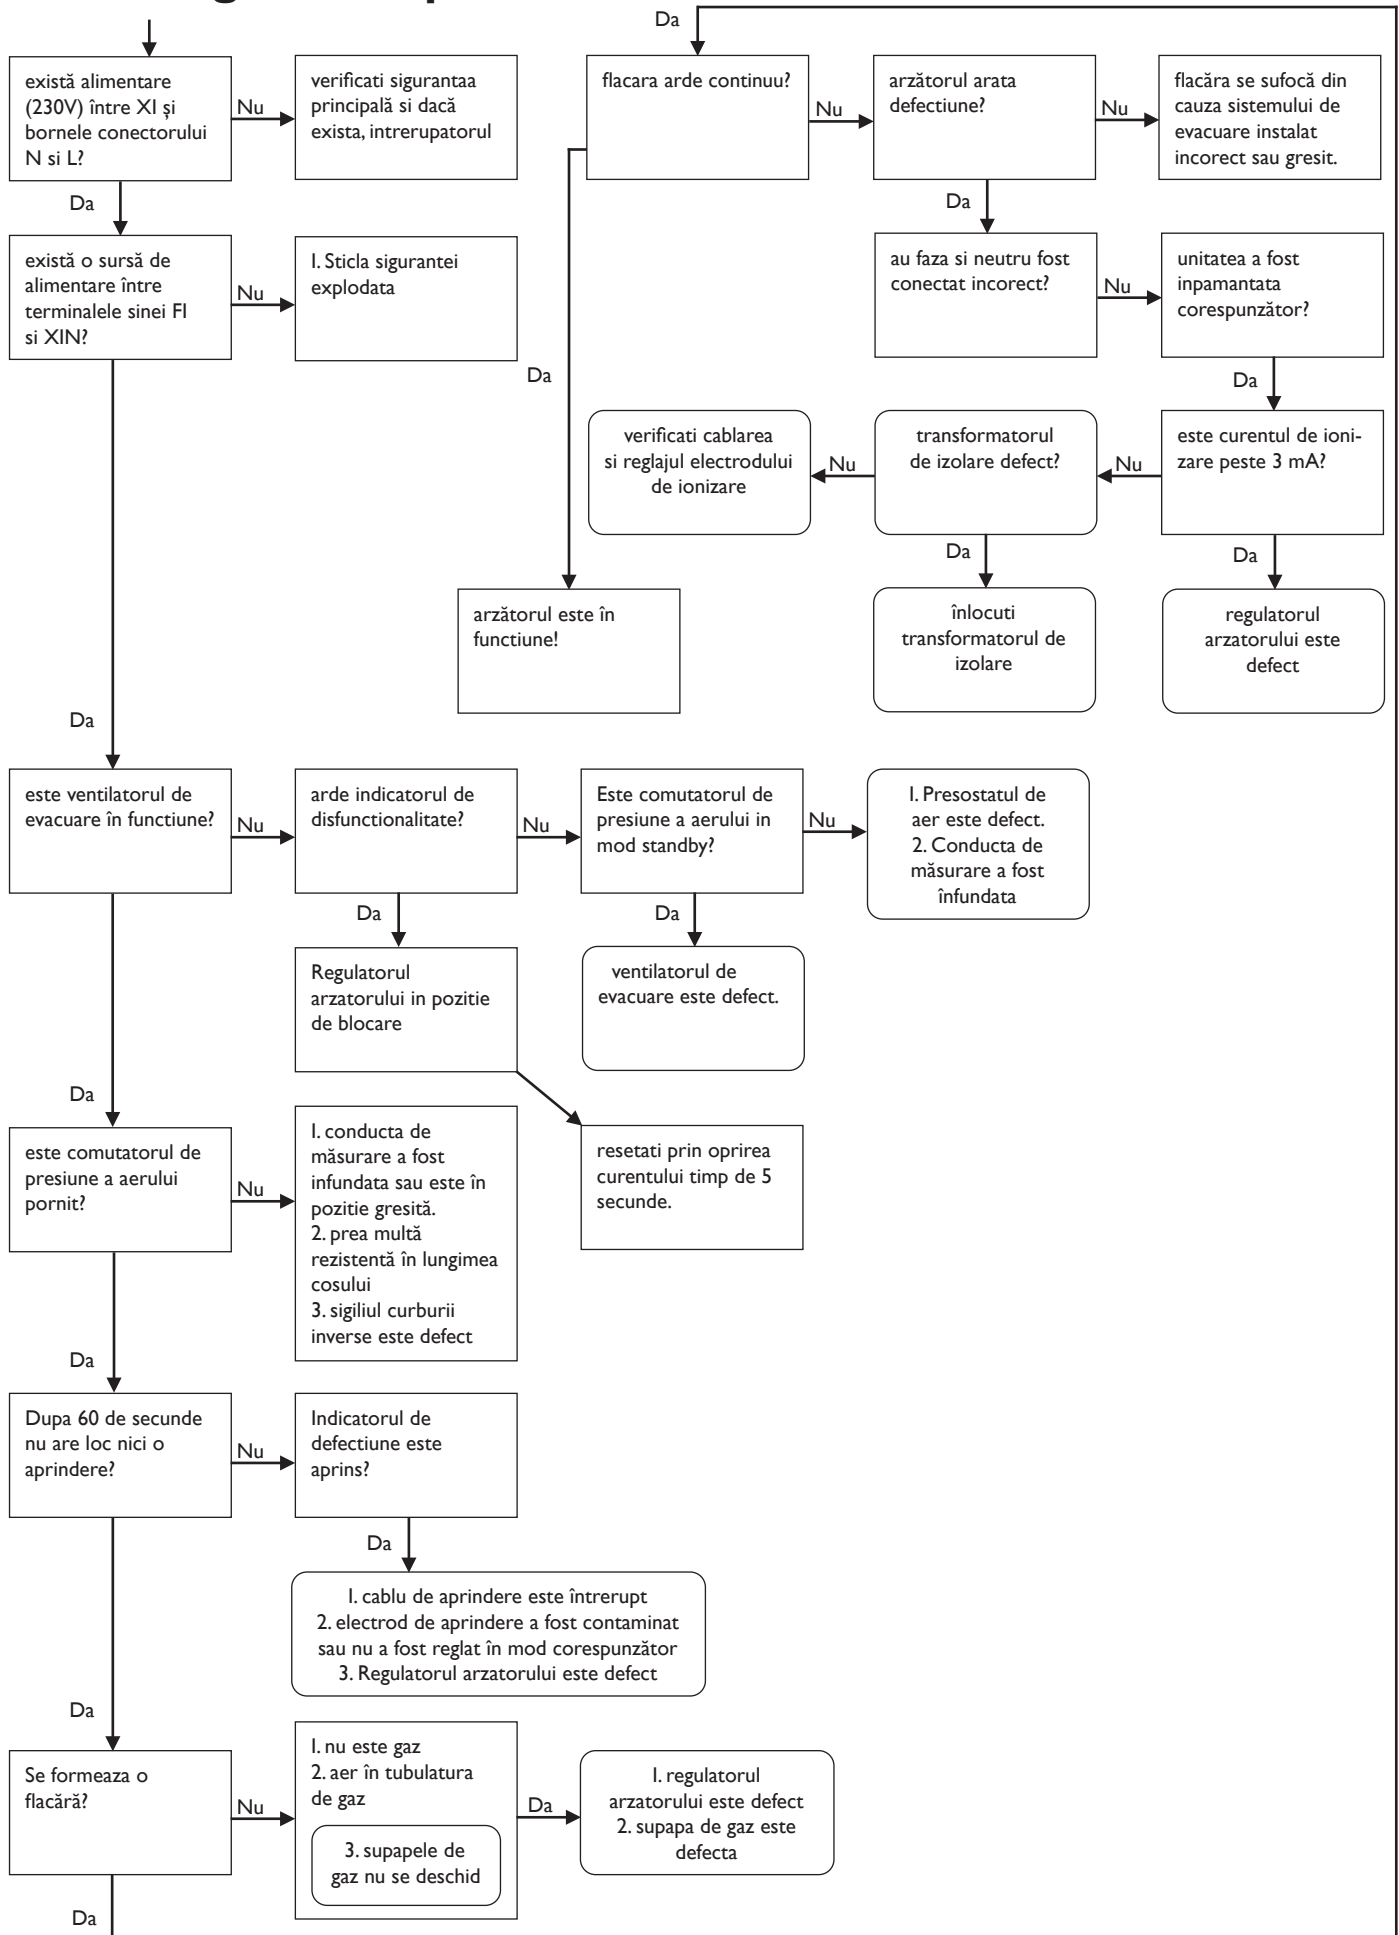 Da
există alimentare
(230V) între XI și
bornele conectorului
N si L?
Nu
verificati sigurantaa
principală si dacă
exista, intrerupatorul
flacara arde continuu?
Nu
arzătorul arata
defectiune?
Nu
flacăra se sufocă din
cauza sistemului de
evacuare instalat
incorect sau gresit.
Da
Da
există o sursă de
alimentare între
terminalele sinei FI
si XIN?
Nu
I. Sticla sigurantei
explodata
au faza si neutru fost
conectat incorect?
Nu
unitatea a fost
inpamantata
corespunzător?
Da
Da
verificati cablarea
si reglajul electrodului
de ionizare
Nu
transformatorul
de izolare defect?
Nu
este curentul de ioni-
zare peste 3 mA?
Da
Da
arzătorul este în
functiune!
înlocuti
transformatorul de
izolare
regulatorul
arzatorului este
defect
Da
este ventilatorul de
evacuare în functiune?
Nu
arde indicatorul de
disfunctionalitate?
Nu
Este comutatorul de
presiune a aerului in
mod standby?
Nu
I. Presostatul de
aer este defect.
2. Conducta de
măsurare a fost
înfundata
Da
Da
Regulatorul
arzatorului in pozitie
de blocare
ventilatorul de
evacuare este defect.
Da
este comutatorul de
presiune a aerului
pornit?
Nu
I. conducta de
măsurare a fost
infundata sau este în
pozitie gresită.
2. prea multă
rezistentă în lungimea
cosului
3. sigiliul curburii
inverse este defect
resetati prin oprirea
curentului timp de 5
secunde.
Da
Dupa 60 de secunde
nu are loc nici o
aprindere?
Nu
Indicatorul de
defectiune este
aprins?
Da
I. cablu de aprindere este întrerupt
2. electrod de aprindere a fost contaminat
sau nu a fost reglat în mod corespunzător
3. Regulatorul arzatorului este defect
Da
Se formeaza o
flacără?
Nu
I. nu este gaz
2. aer în tubulatura
de gaz
3. supapele de
gaz nu se deschid
Da
I. regulatorul
arzatorului este defect
2. supapa de gaz este
defecta
Da